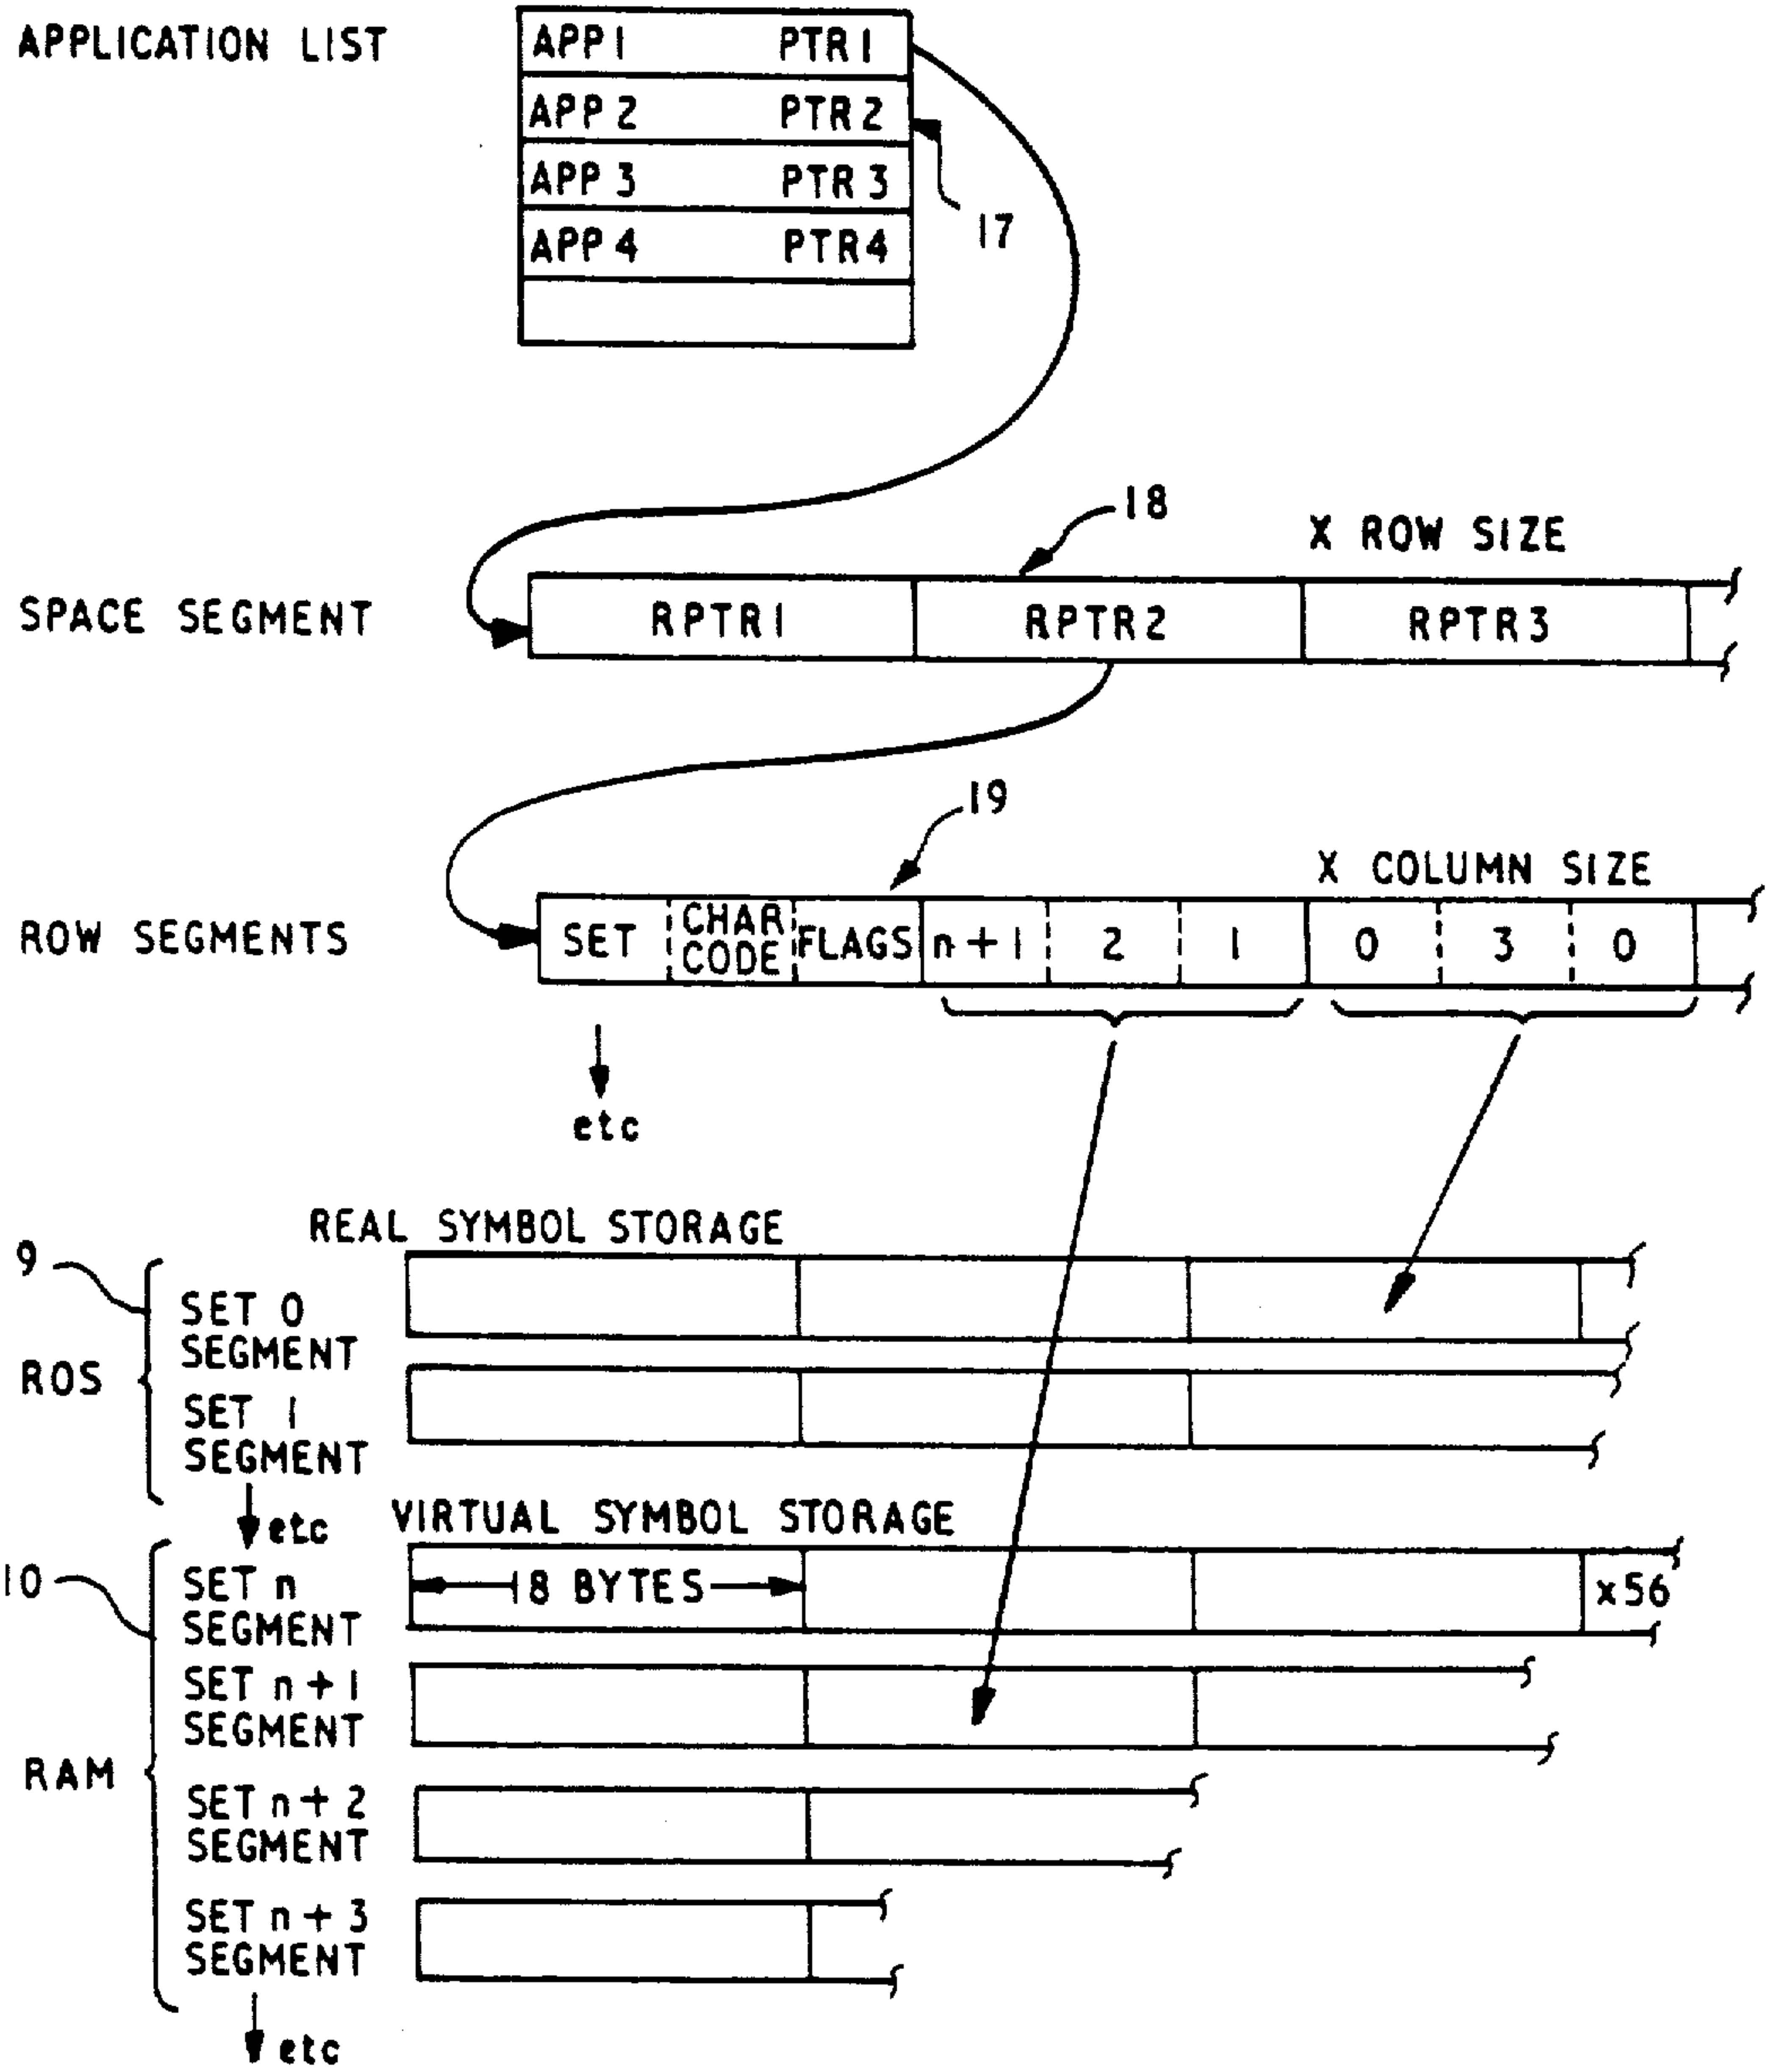 APPLICATION LIST
APP1 PTR1
APP2 PTR2
APP3 PTR3
APP4 PTR4
17
18
X ROW SIZE
SPACE SEGMENT
RPTR1 RPTR2 RPTR3
19
X COLUMN SIZE
ROW SEGMENTS
SET CHAR CODE FLAGS n+1 2 1 0 3 0
etc
REAL SYMBOL STORAGE
9
SET 0
SEGMENT
ROS
SET 1
SEGMENT
etc
VIRTUAL SYMBOL STORAGE
10
SET n
SEGMENT
18 BYTES
x56
SET n+1
SEGMENT
RAM
SET n+2
SEGMENT
SET n+3
SEGMENT
etc